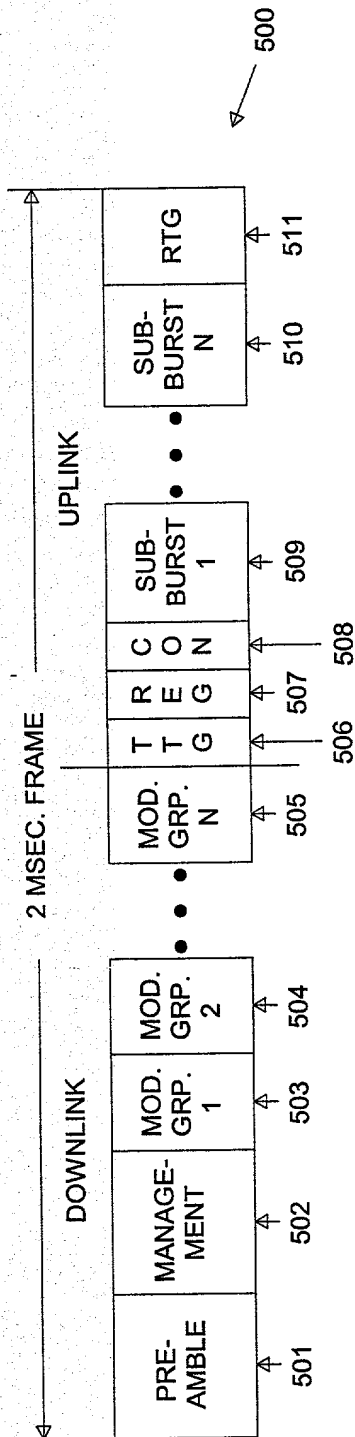 2 MSEC. FRAME
DOWNLINK
UPLINK
PRE-
AMBLE
MANAGE-
MENT
MOD.
GRP.
1
MOD.
GRP.
2
MOD.
GRP.
N
T
T
G
R
E
G
C
O
N
SUB-
BURST
1
SUB-
BURST
N
RTG
501
502
503
504
505
506
507
508
509
510
511
500